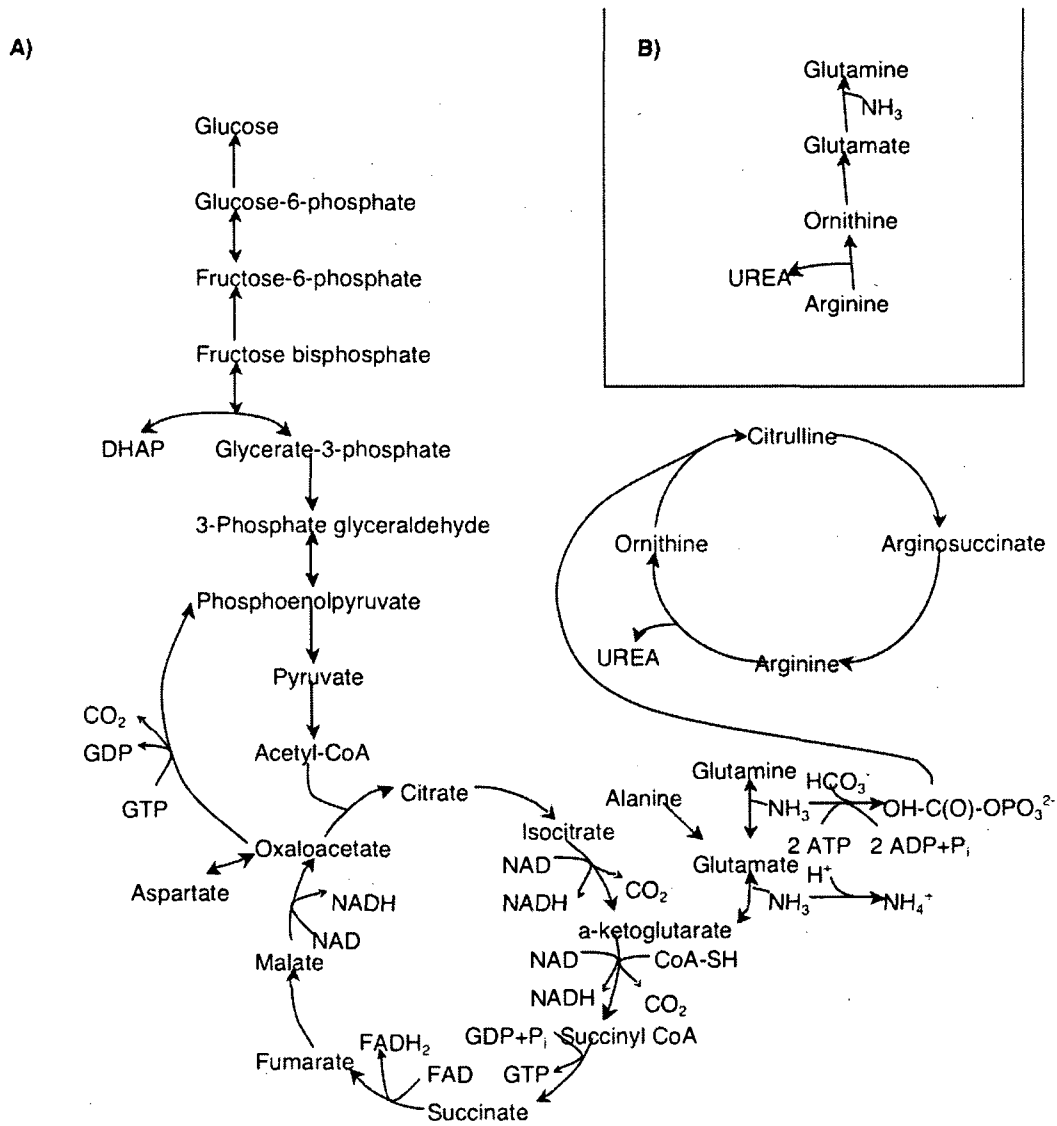 A)
Glucose
Glucose-6-phosphate
Fructose-6-phosphate
Fructose bisphosphate
DHAP
Glycerate-3-phosphate
3-Phosphate glyceraldehyde
Phosphoenolpyruvate
Pyruvate
CO2
GDP
GTP
Acetyl-CoA
Citrate
Isocitrate
Oxaloacetate
Aspartate
NADH
NAD
Malate
Fumarate
FADH2
FAD
Succinate
NAD
NADH
CO2
a-ketoglutarate
NAD
CoA-SH
NADH
CO2
GDP+Pi
Succinyl CoA
GTP
Alanine
Glutamine
NH3
HCO3-
OH-C(O)-OPO3 2-
2 ATP
2 ADP+Pi
Glutamate
H+
NH3
NH4+
Citrulline
Ornithine
Arginosuccinate
UREA
Arginine
B)
Glutamine
NH3
Glutamate
Ornithine
UREA
Arginine